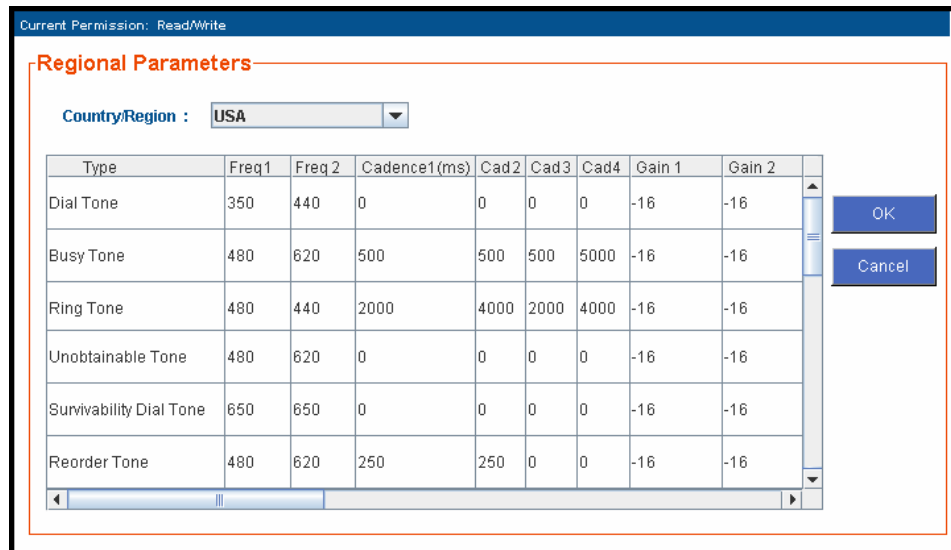 Current Permission: Read/Write
Regional Parameters
Country/Region : USA
Type Freq1 Freq 2 Cadence1(ms) Cad2 Cad3 Cad4 Gain 1 Gain 2
Dial Tone 350 440 0 0 0 0 -16 -16
OK
Busy Tone 480 620 500 500 500 5000 -16 -16
Cancel
Ring Tone 480 440 2000 4000 2000 4000 -16 -16
Unobtainable Tone 480 620 0 0 0 0 -16 -16
Survivability Dial Tone 650 650 0 0 0 0 -16 -16
Reorder Tone 480 620 250 250 0 0 -16 -16